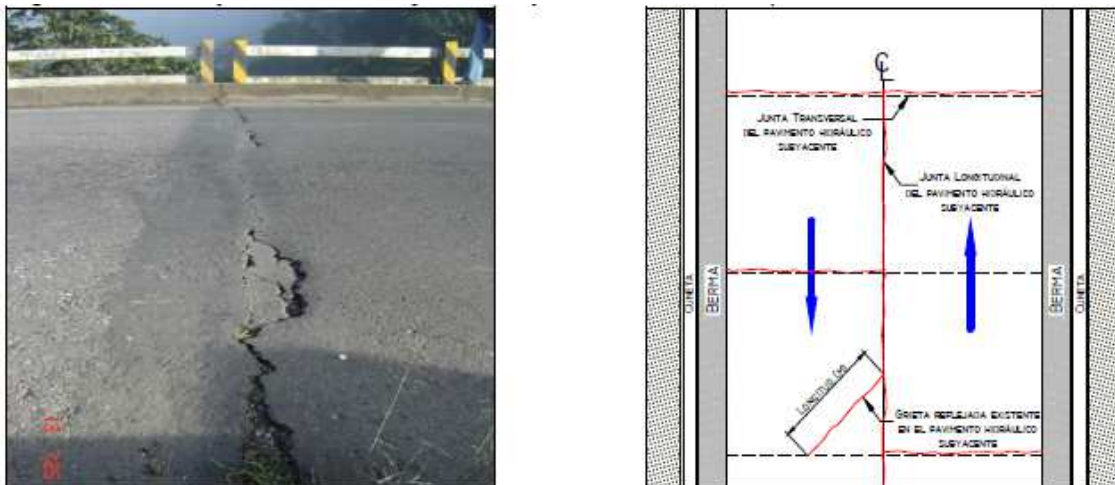 ℄
JUNTA TRANSVERSAL
DEL PAVIMENTO HIDRÁULICO
SUBYACENTE
JUNTA LONGITUDINAL
DEL PAVIMENTO HIDRÁULICO
SUBYACENTE
CUNETA
BERMA
BERMA
CUNETA
LONGITUD (M)
GRIETA REFLEJADA EXISTENTE
EN EL PAVIMENTO HIDRÁULICO
SUBYACENTE